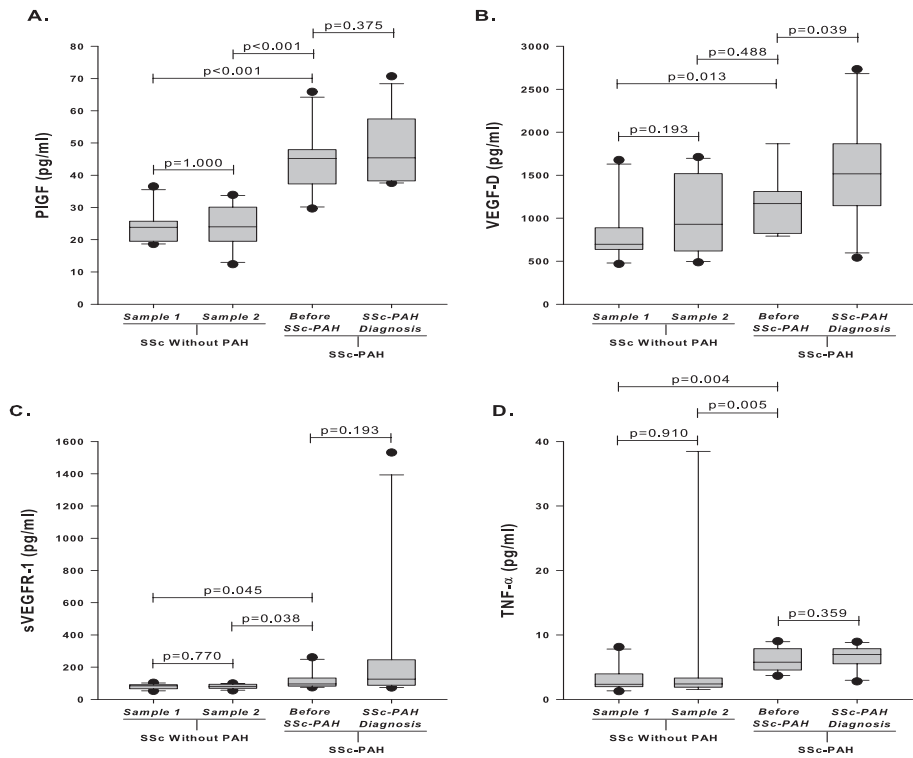 A.
p=0.375
p<0.001
p<0.001
p=1.000
PlGF (pg/ml)
80
70
60
50
40
30
20
10
0
Sample 1 Sample 2 Before SSc-PAH SSc-PAH Diagnosis
SSc Without PAH SSc-PAH
B.
p=0.039
p=0.488
p=0.013
p=0.193
VEGF-D (pg/ml)
3000
2500
2000
1500
1000
500
0
Sample 1 Sample 2 Before SSc-PAH SSc-PAH Diagnosis
SSc Without PAH SSc-PAH
C.
p=0.193
p=0.045
p=0.038
p=0.770
sVEGFR-1 (pg/ml)
1600
1400
1200
1000
800
600
400
200
0
Sample 1 Sample 2 Before SSc-PAH SSc-PAH Diagnosis
SSc Without PAH SSc-PAH
D.
p=0.004
p=0.005
p=0.910
p=0.359
TNF-α (pg/ml)
40
30
20
10
0
Sample 1 Sample 2 Before SSc-PAH SSc-PAH Diagnosis
SSc Without PAH SSc-PAH